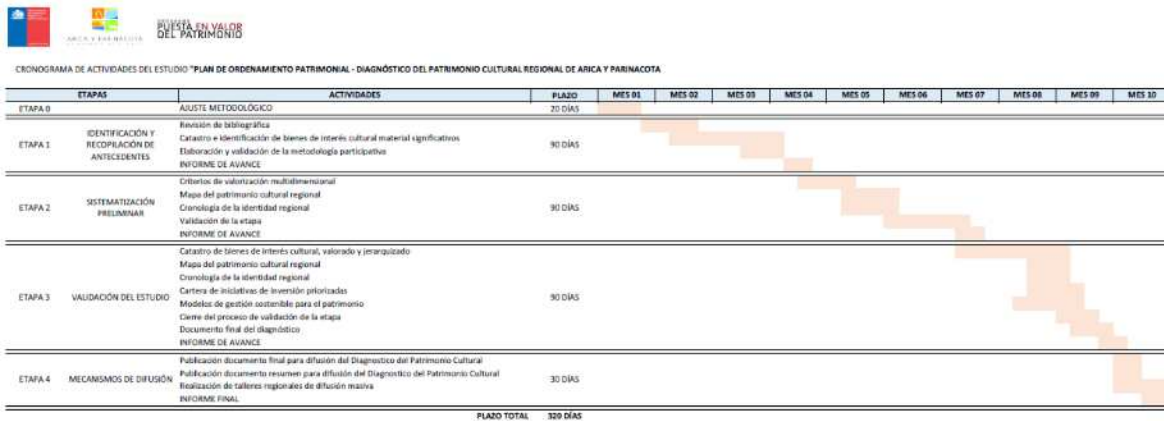 ARICA Y PARINACOTA
PROGRAMA
PUESTA EN VALOR
DEL PATRIMONIO
CRONOGRAMA DE ACTIVIDADES DEL ESTUDIO "PLAN DE ORDENAMIENTO PATRIMONIAL - DIAGNÓSTICO DEL PATRIMONIO CULTURAL REGIONAL DE ARICA Y PARINACOTA
ETAPAS ACTIVIDADES PLAZO MES 01 MES 02 MES 03 MES 04 MES 05 MES 06 MES 07 MES 08 MES 09 MES 10
ETAPA 0 AJUSTE METODOLÓGICO 20 DÍAS
ETAPA 1 IDENTIFICACIÓN Y RECOPILACIÓN DE ANTECEDENTES 90 DÍAS
Revisión de bibliográfica
Catastro e identificación de bienes de interés cultural material significativos
Elaboración y validación de la metodología participativa
INFORME DE AVANCE
ETAPA 2 SISTEMATIZACIÓN PRELIMINAR 90 DÍAS
Criterios de valorización multidimensional
Mapa del patrimonio cultural regional
Cronología de la identidad regional
Validación de la etapa
INFORME DE AVANCE
ETAPA 3 VALIDACIÓN DEL ESTUDIO 90 DÍAS
Catastro de bienes de interés cultural, valorado y jerarquizado
Mapa del patrimonio cultural regional
Cronología de la identidad regional
Cartera de iniciativas de inversión priorizadas
Modelos de gestión sostenible para el patrimonio
Cierre del proceso de validación de la etapa
Documento final del diagnóstico
INFORME DE AVANCE
ETAPA 4 MECANISMOS DE DIFUSIÓN 30 DÍAS
Publicación documento final para difusión del Diagnostico del Patrimonio Cultural
Publicación documento resumen para difusión del Diagnostico del Patrimonio Cultural
Realización de talleres regionales de difusión masiva
INFORME FINAL
PLAZO TOTAL 320 DÍAS